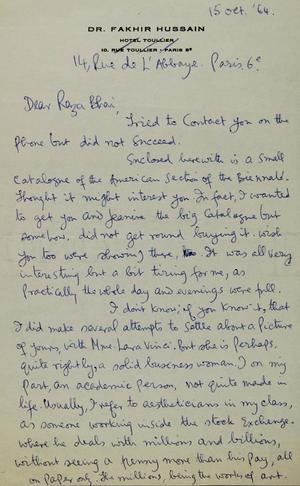 15 Oct. '64.
DR. FAKHIR HUSSAIN
HOTEL TOULLIER
10, RUE TOULLIER - PARIS 5e
14, Rue de L'Abbaye. Paris, 6e
Dear Raza Bhai,
Tried to Contact you on the
phone but did not Succeed.
Enclosed herewith is a Small
Catalogue of the American Section of the Biennale.
Thought it might interest you. In fact, I wanted
to get you and Jeanine the big Catalogue but
Somehow, did not get round buying it. wish
you too were showing there, It was all very
interesting but a bit tiring for me, as
Practically the whole day and evenings were full.
I don't know, if you know it, that
I did make several attempts to Settle about a Picture
of yours, with Mme Lara Vinci. But she is Perhaps,
quite rightly, a solid business woman. I on my
Part, an academic Person, not quite made in
life. Usually, I refer to aestheticians in my class,
as someone working inside the Stock Exchange.
Where he deals with millions and billions,
without seeing a penny more than his Pay, all
on Paper only. The millions, being the works of art.